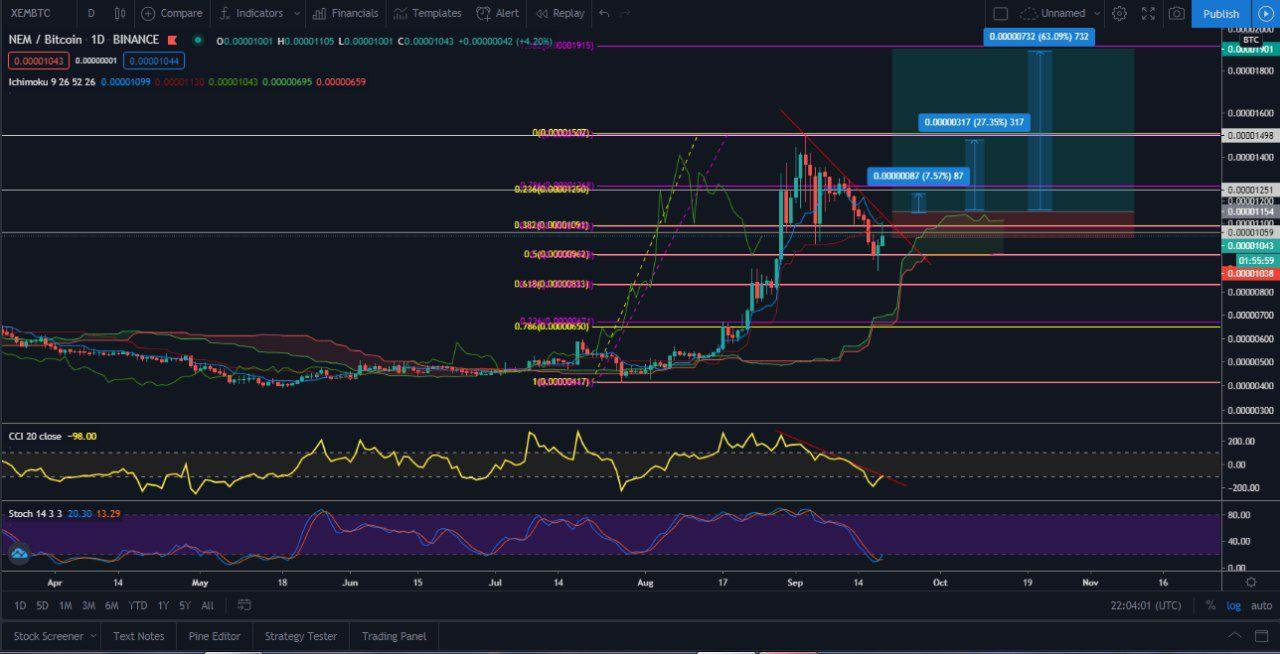 XEMBTC D Compare Indicators Financials Templates Alert Replay Unnamed Publish
NEM / Bitcoin · 1D · BINANCE O0.00001001 H0.00001105 L0.00001001 C0.00001043 +0.00000042 (+4.20%)
0.00001043 0.00000001 0.00001044
Ichimoku 9 26 52 26 0.00001099 0.00001130 0.00001043 0.00000695 0.00000659
0.00000732 (63.09%) 732
0.00000317 (27.35%) 317
0.00000087 (7.57%) 87
0(0.00001507)
0.236(0.00001250)
0.382(0.00001091)
0.5(0.00000962)
0.618(0.00000833)
0.786(0.00000650)
1(0.00000417)
BTC
0.00001901
0.00001800
0.00001600
0.00001498
0.00001400
0.00001251
0.00001200
0.00001154
0.00001100
0.00001059
0.00001043
01:55:59
0.00001038
0.00000800
0.00000700
0.00000600
0.00000500
0.00000400
0.00000300
CCI 20 close −98.00
200.00
0.00
−200.00
Stoch 14 3 3 20.30 13.29
80.00
40.00
0.00
Apr 14 May 18 Jun 15 Jul 14 Aug 17 Sep 14 Oct 19 Nov 16
1D 5D 1M 3M 6M YTD 1Y 5Y All 22:04:01 (UTC) % log auto
Stock Screener Text Notes Pine Editor Strategy Tester Trading Panel